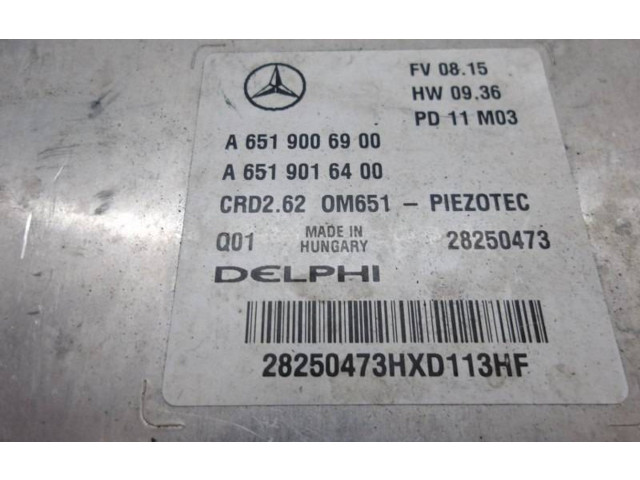 FV 08.15
HW 09.36
PD 11 M03
A 651 900 69 00
A 651 901 64 00
CRD2.62 OM651 - PIEZOTEC
Q01 MADE IN HUNGARY 28250473
DELPHI
28250473HXD113HF